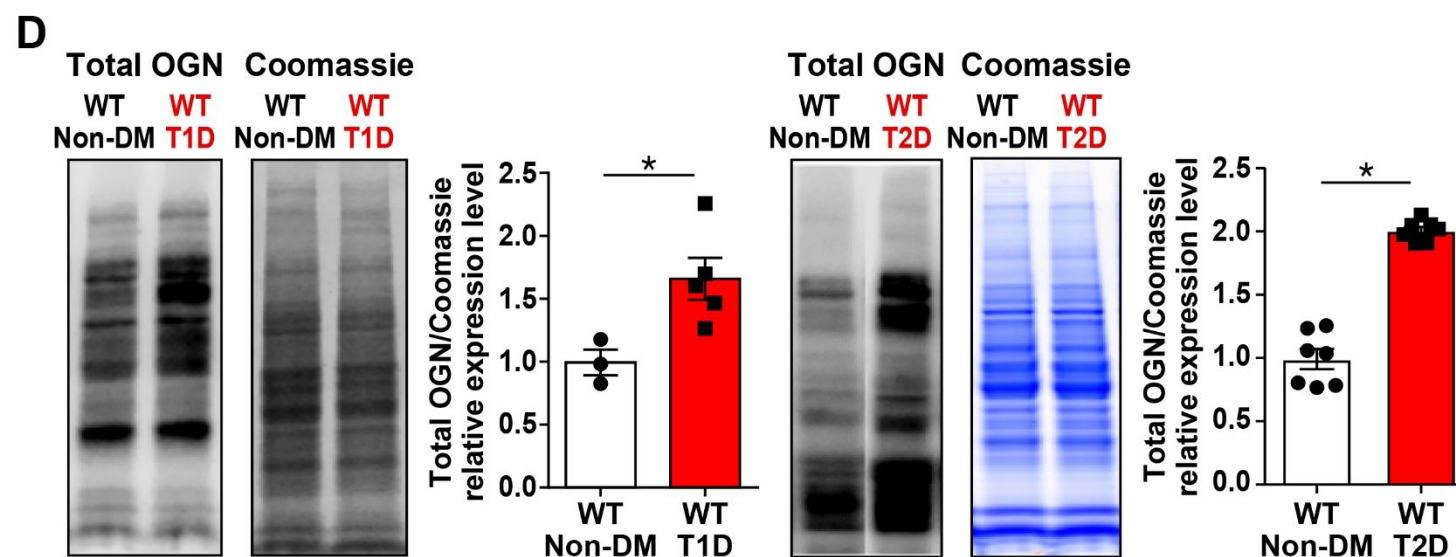 D
Total OGN Coomassie
WT WT WT WT
Non-DM T1D Non-DM T1D
Total OGN/Coomassie
relative expression level
2.5
2.0
1.5
1.0
0.5
0.0
*
WT WT
Non-DM T1D
Total OGN Coomassie
WT WT WT WT
Non-DM T2D Non-DM T2D
Total OGN/Coomassie
relative expression level
2.5
2.0
1.5
1.0
0.5
0.0
*
WT WT
Non-DM T2D